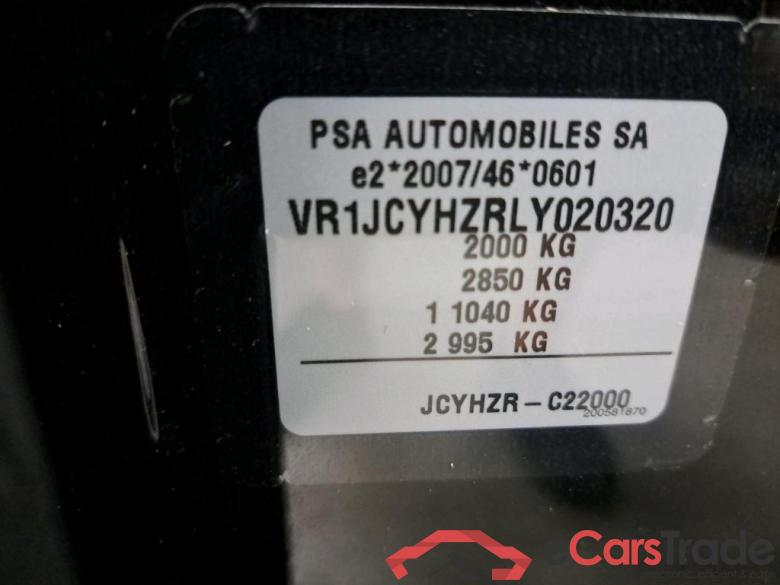 PSA AUTOMOBILES SA
e2*2007/46*0601
VR1JCYHZRLY020320
2000 KG
2850 KG
1 1040 KG
2 995 KG
JCYHZR - C22000
200581870
CarsTrade